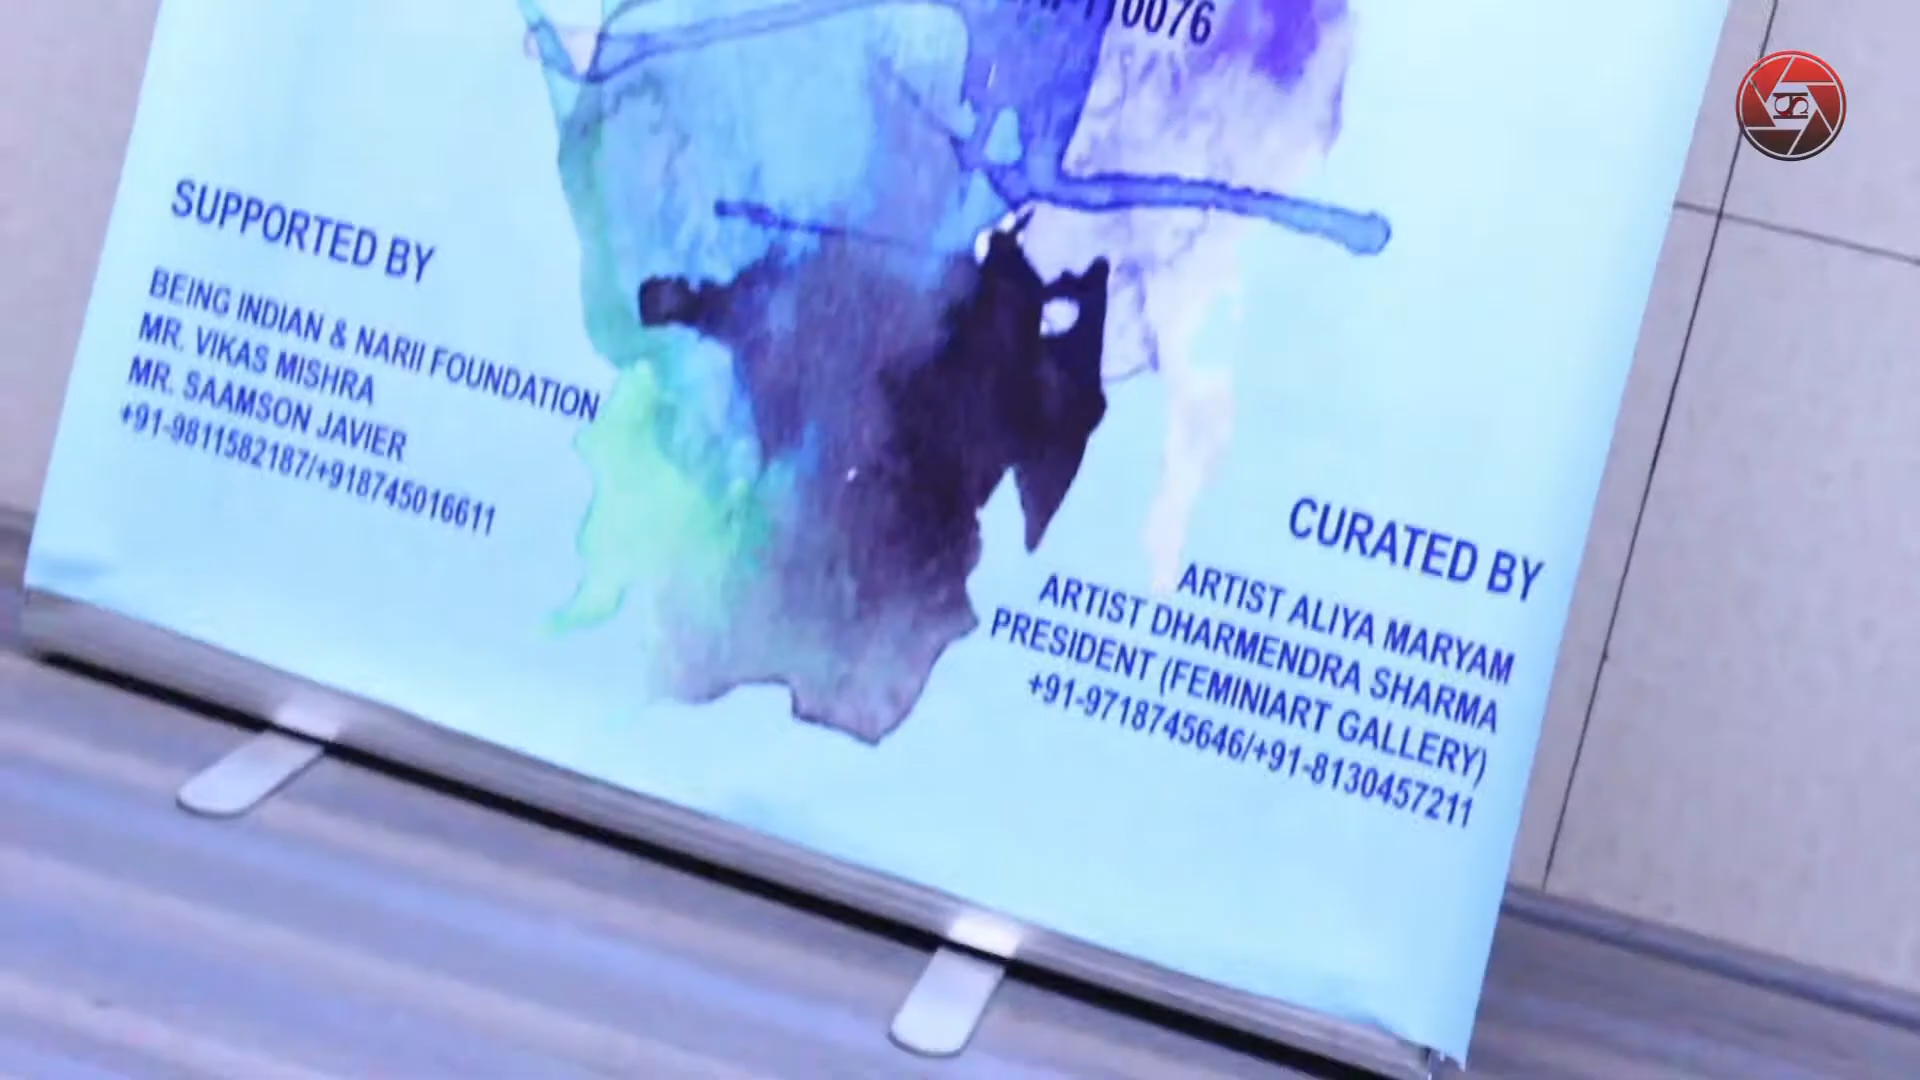 110076
SUPPORTED BY
BEING INDIAN & NARII FOUNDATION
MR. VIKAS MISHRA
MR. SAAMSON JAVIER
+91-9811582187/+918745016611
CURATED BY
ARTIST ALIYA MARYAM
ARTIST DHARMENDRA SHARMA
PRESIDENT (FEMINIART GALLERY)
+91-9718745646/+91-8130457211